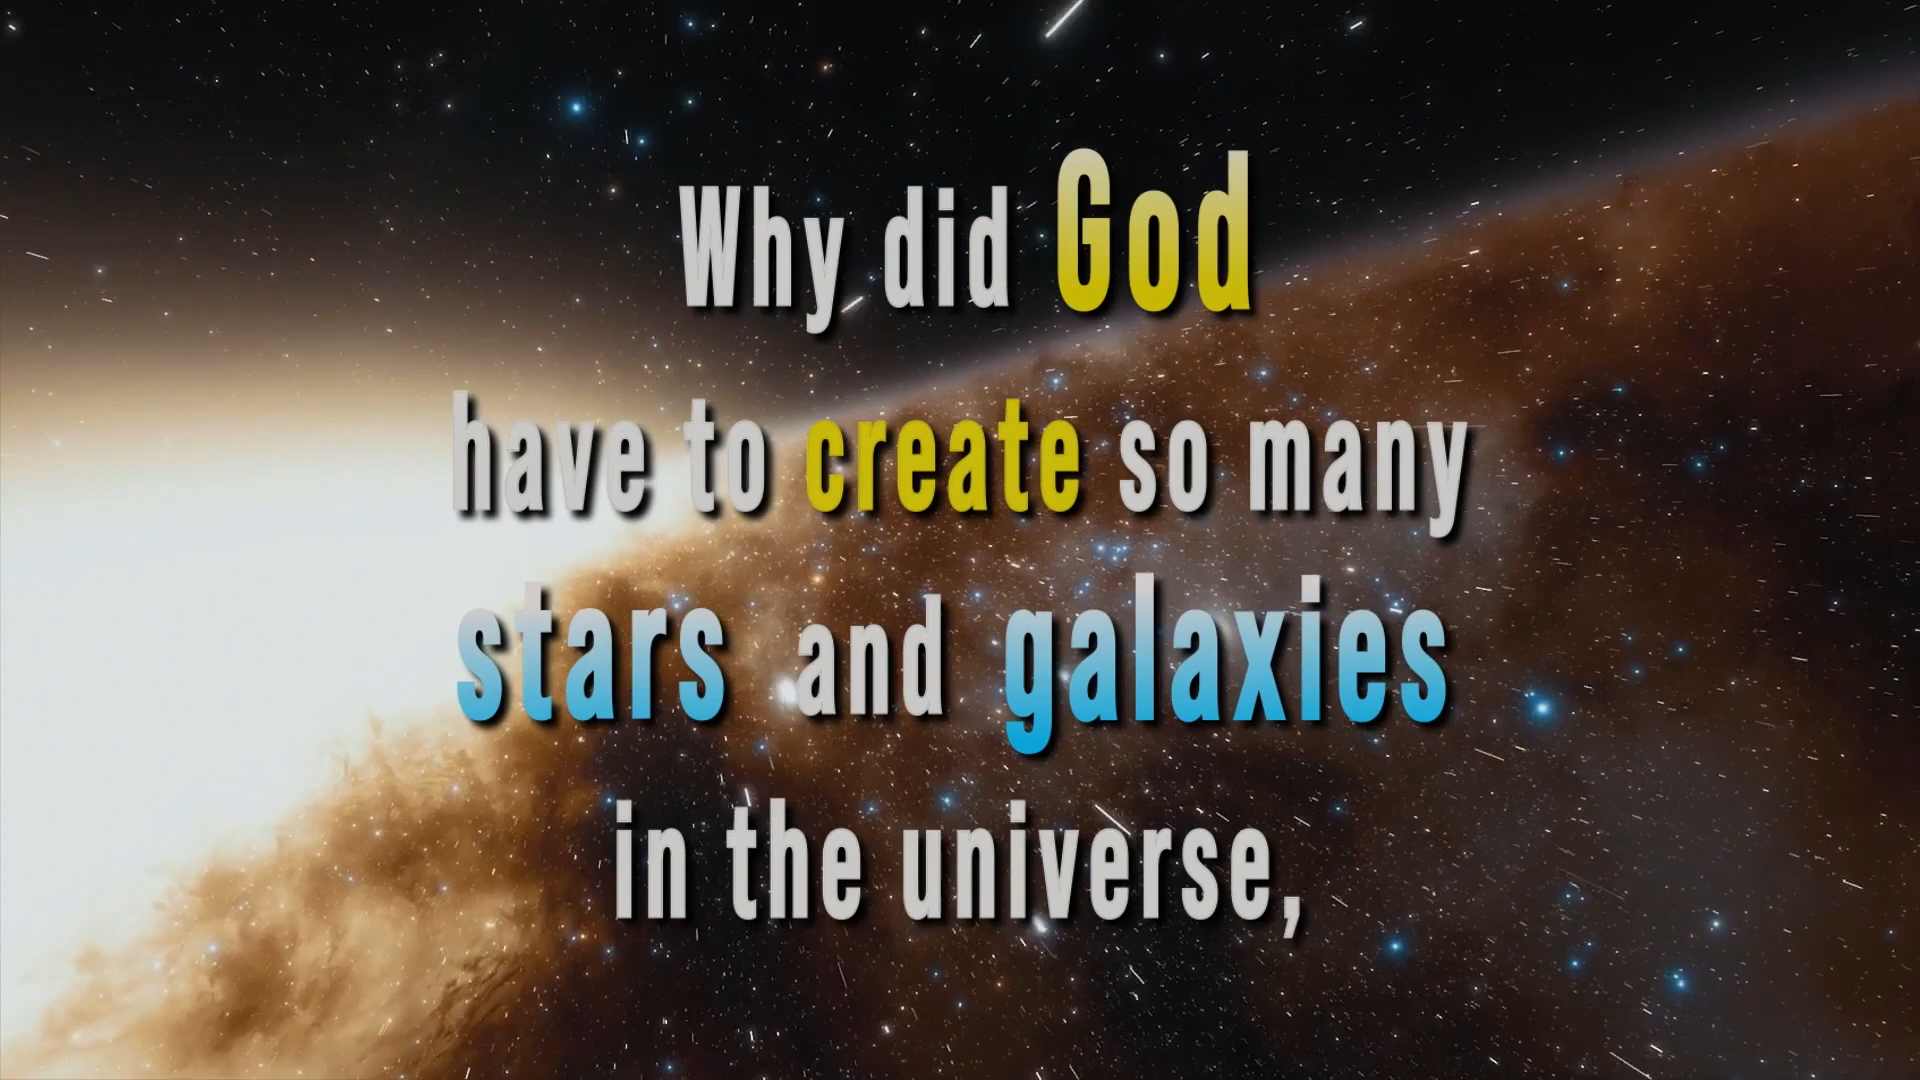 Why did God
have to create so many
stars and galaxies
in the universe,